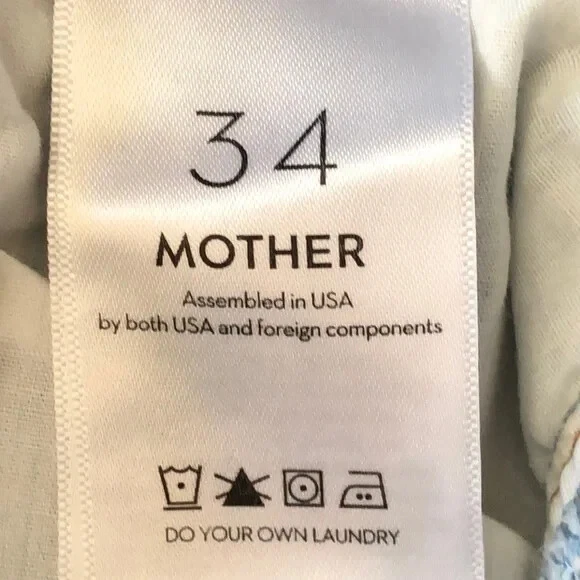 34
MOTHER
Assembled in USA
by both USA and foreign components
DO YOUR OWN LAUNDRY